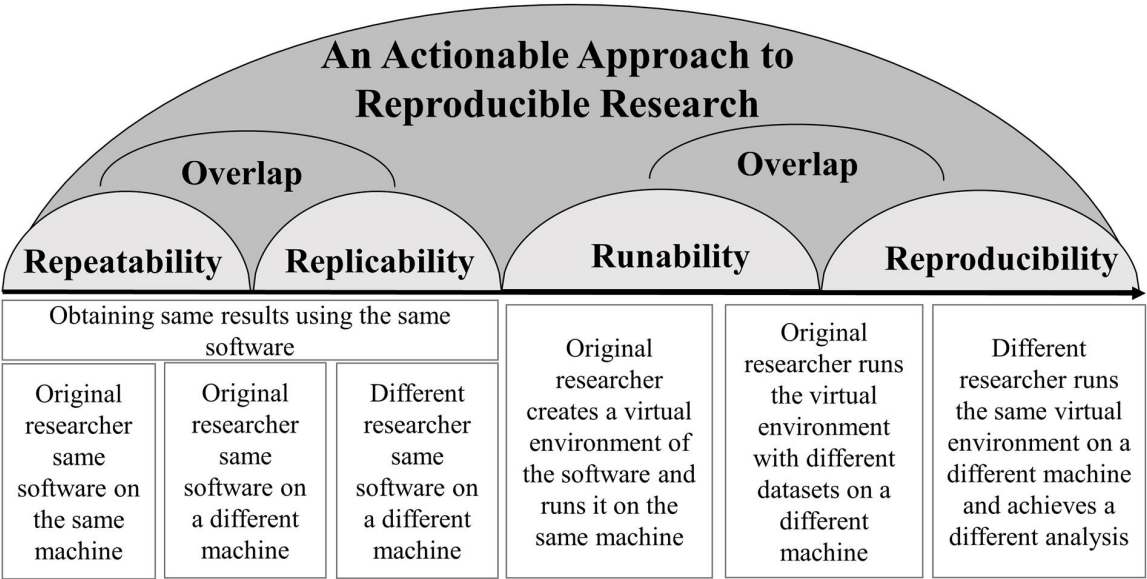 An Actionable Approach to
Reproducible Research
Overlap
Overlap
Repeatability
Replicability
Runability
Reproducibility
Obtaining same results using the same
software
Original
researcher
same
software on
the same
machine
Original
researcher
same
software on
a different
machine
Different
researcher
same
software on
a different
machine
Original
researcher
creates a virtual
environment of
the software and
runs it on the
same machine
Original
researcher runs
the virtual
environment
with different
datasets on a
different
machine
Different
researcher runs
the same virtual
environment on a
different machine
and achieves a
different analysis